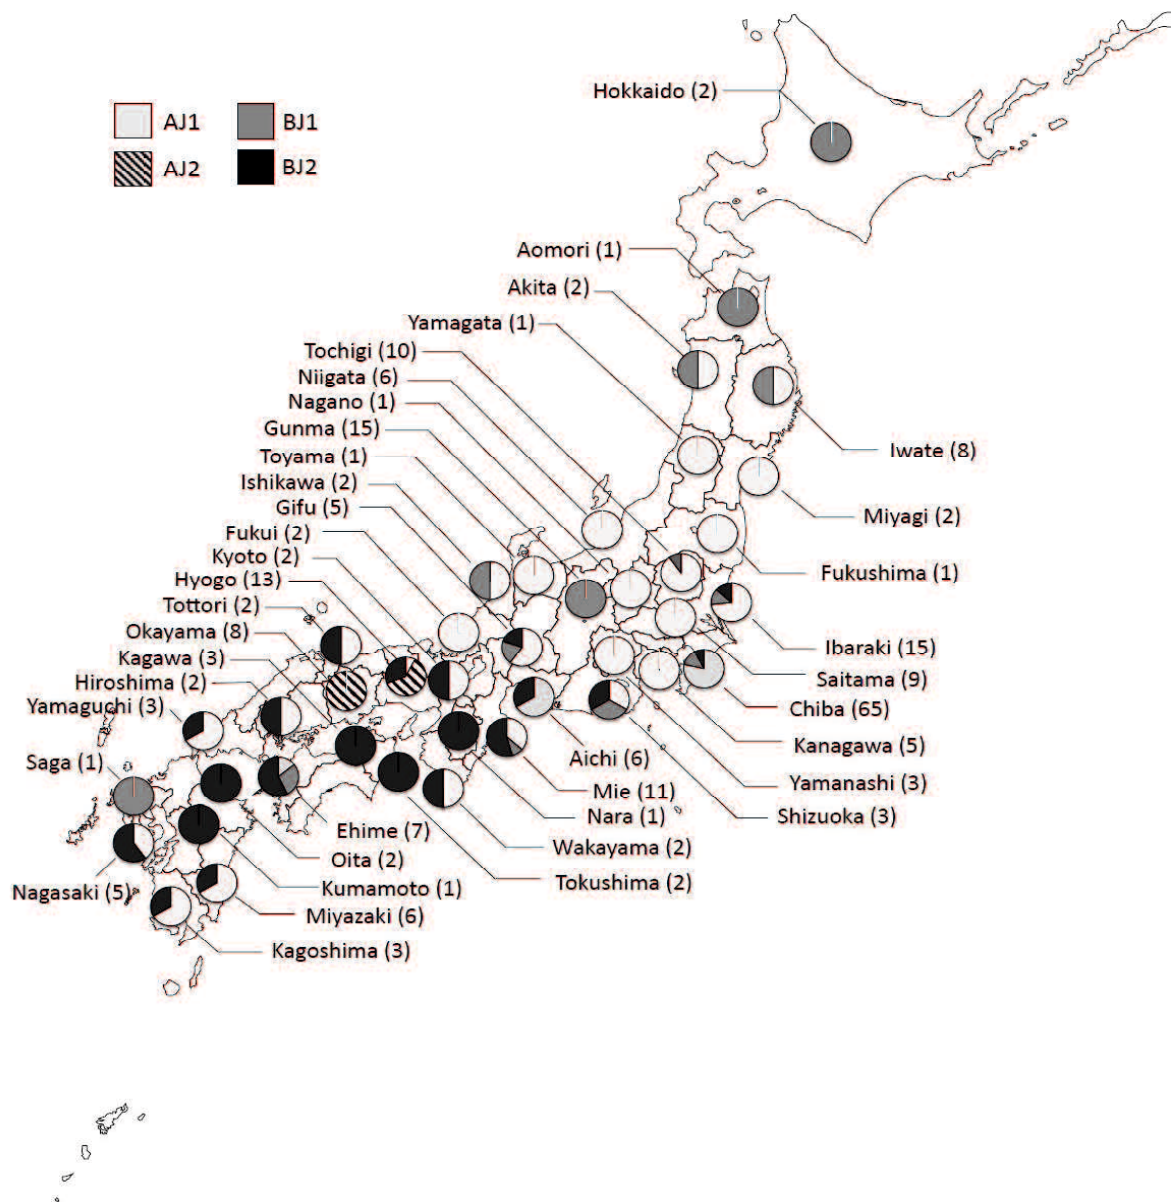 AJ1
BJ1
AJ2
BJ2
Hokkaido (2)
Aomori (1)
Akita (2)
Yamagata (1)
Tochigi (10)
Niigata (6)
Nagano (1)
Gunma (15)
Toyama (1)
Ishikawa (2)
Gifu (5)
Fukui (2)
Kyoto (2)
Hyogo (13)
Tottori (2)
Okayama (8)
Kagawa (3)
Hiroshima (2)
Yamaguchi (3)
Saga (1)
Nagasaki (5)
Iwate (8)
Miyagi (2)
Fukushima (1)
Ibaraki (15)
Saitama (9)
Chiba (65)
Kanagawa (5)
Yamanashi (3)
Shizuoka (3)
Aichi (6)
Mie (11)
Nara (1)
Wakayama (2)
Tokushima (2)
Ehime (7)
Oita (2)
Kumamoto (1)
Miyazaki (6)
Kagoshima (3)